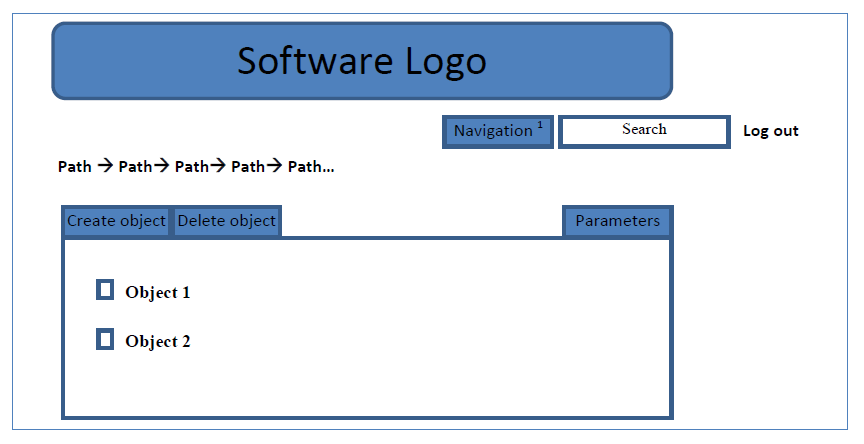 Software Logo
Navigation ¹ Search Log out
Path → Path→ Path→ Path→ Path...
Create object Delete object Parameters
Object 1
Object 2